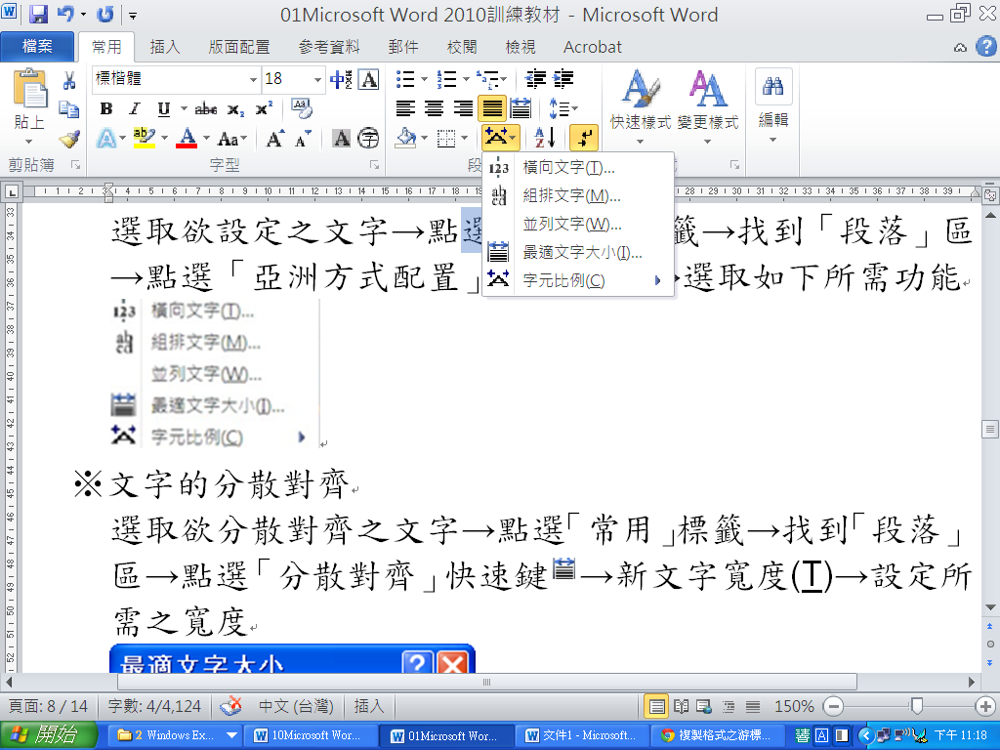 01Microsoft Word 2010訓練教材 - Microsoft Word
檔案 常用 插入 版面配置 參考資料 郵件 校閱 檢視 Acrobat
貼上
標楷體 18
快速樣式 變更樣式 編輯
剪貼簿 字型 段
橫向文字(T)...
組排文字(M)...
並列文字(W)...
最適文字大小(I)...
字元比例(C)
選取欲設定之文字→點選 籤→找到「段落」區
→點選「亞洲方式配置」 選取如下所需功能
橫向文字(T)...
組排文字(M)...
並列文字(W)...
最適文字大小(I)...
字元比例(C)
※文字的分散對齊
選取欲分散對齊之文字→點選「常用」標籤→找到「段落」
區→點選「分散對齊」快速鍵→新文字寬度(T)→設定所
需之寬度
最適文字大小
頁面: 8 / 14 字數: 4/4,124 中文 (台灣) 插入 150%
開始 2 Windows Ex... 10Microsoft Wor... 01Microsoft Wor... 文件1 - Microsoft... 複製格式之游標... 下午 11:18